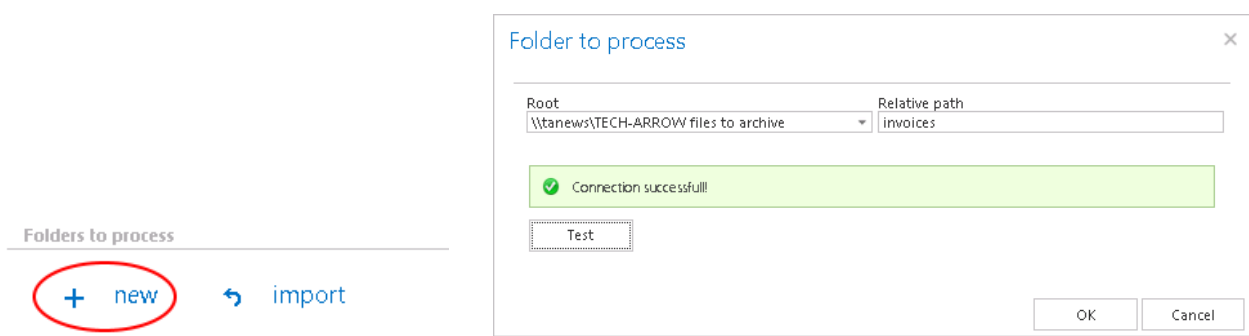 Folders to process
+ new import
Folder to process
Root Relative path
\\tanews\TECH-ARROW files to archive invoices
Connection successfull!
Test
OK Cancel